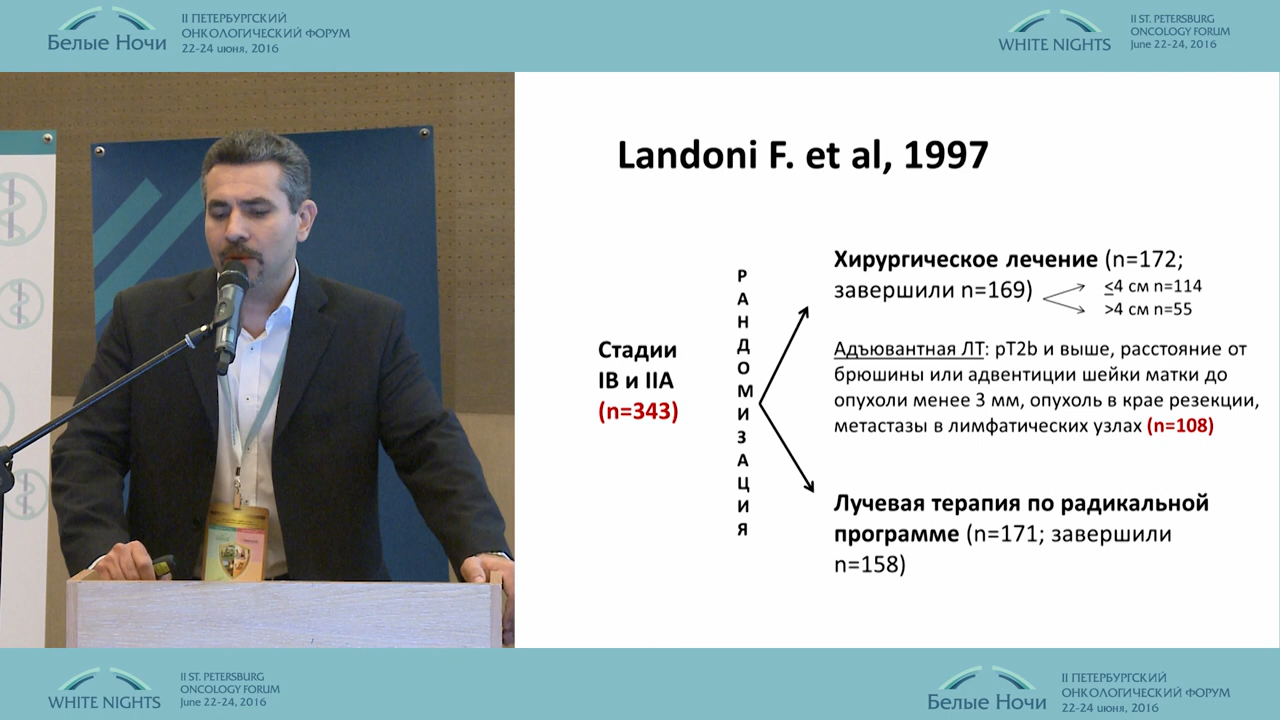 Белые Ночи
II ПЕТЕРБУРГСКИЙ
ОНКОЛОГИЧЕСКИЙ ФОРУМ
22-24 июня, 2016
WHITE NIGHTS
II ST. PETERSBURG
ONCOLOGY FORUM
June 22-24, 2016
Landoni F. et al, 1997
Стадии
IB и IIA
(n=343)
РАНДОМИЗАЦИЯ
Хирургическое лечение (n=172;
завершили n=169)
≤4 см n=114
>4 см n=55
Адъювантная ЛТ: pT2b и выше, расстояние от
брюшины или адвентиции шейки матки до
опухоли менее 3 мм, опухоль в крае резекции,
метастазы в лимфатических узлах (n=108)
Лучевая терапия по радикальной
программе (n=171; завершили
n=158)
WHITE NIGHTS
II ST. PETERSBURG
ONCOLOGY FORUM
June 22-24, 2016
Белые Ночи
II ПЕТЕРБУРГСКИЙ
ОНКОЛОГИЧЕСКИЙ ФОРУМ
22-24 июня, 2016